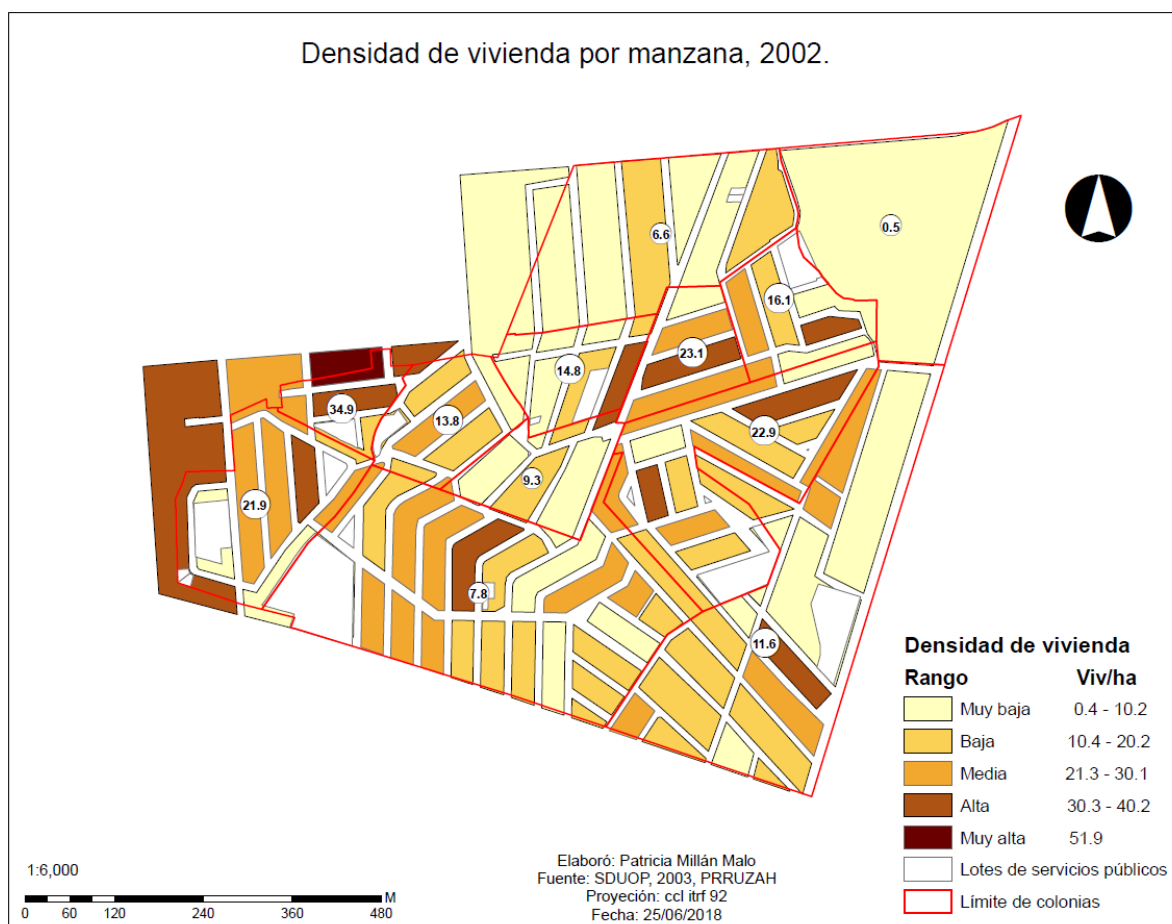 Densidad de vivienda por manzana, 2002.
0.5
6.6
16.1
23.1
14.8
34.9
13.8
22.9
9.3
21.9
7.8
11.6
Densidad de vivienda
Rango Viv/ha
Muy baja 0.4 - 10.2
Baja 10.4 - 20.2
Media 21.3 - 30.1
Alta 30.3 - 40.2
Muy alta 51.9
Lotes de servicios públicos
Límite de colonias
1:6,000
M
0 60 120 240 360 480
Elaboró: Patricia Millán Malo
Fuente: SDUOP, 2003, PRRUZAH
Proyeción: ccl itrf 92
Fecha: 25/06/2018